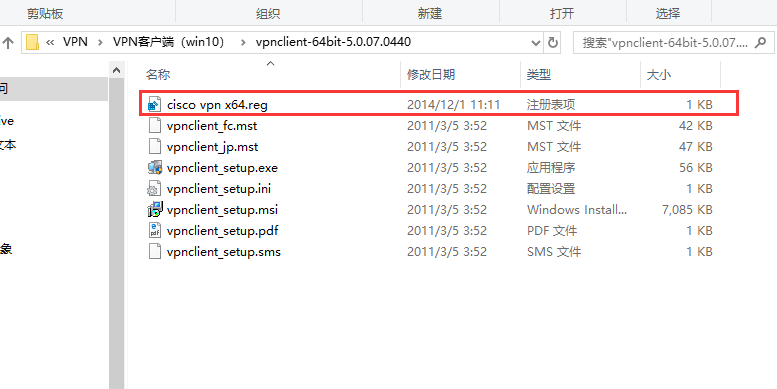 剪贴板 组织 新建 打开 选择
« VPN > VPN客户端（win10） > vpnclient-64bit-5.0.07.0440 搜索"vpnclient-64bit-5.0.07....
名称 修改日期 类型 大小
问
cisco vpn x64.reg 2014/12/1 11:11 注册表项 1 KB
ive vpnclient_fc.mst 2011/3/5 3:52 MST 文件 42 KB
文本 vpnclient_jp.mst 2011/3/5 3:52 MST 文件 47 KB
vpnclient_setup.exe 2011/3/5 3:52 应用程序 56 KB
vpnclient_setup.ini 2011/3/5 3:52 配置设置 1 KB
vpnclient_setup.msi 2011/3/5 3:52 Windows Install... 7,085 KB
vpnclient_setup.pdf 2011/3/5 3:52 PDF 文件 1 KB
象 vpnclient_setup.sms 2011/3/5 3:52 SMS 文件 1 KB